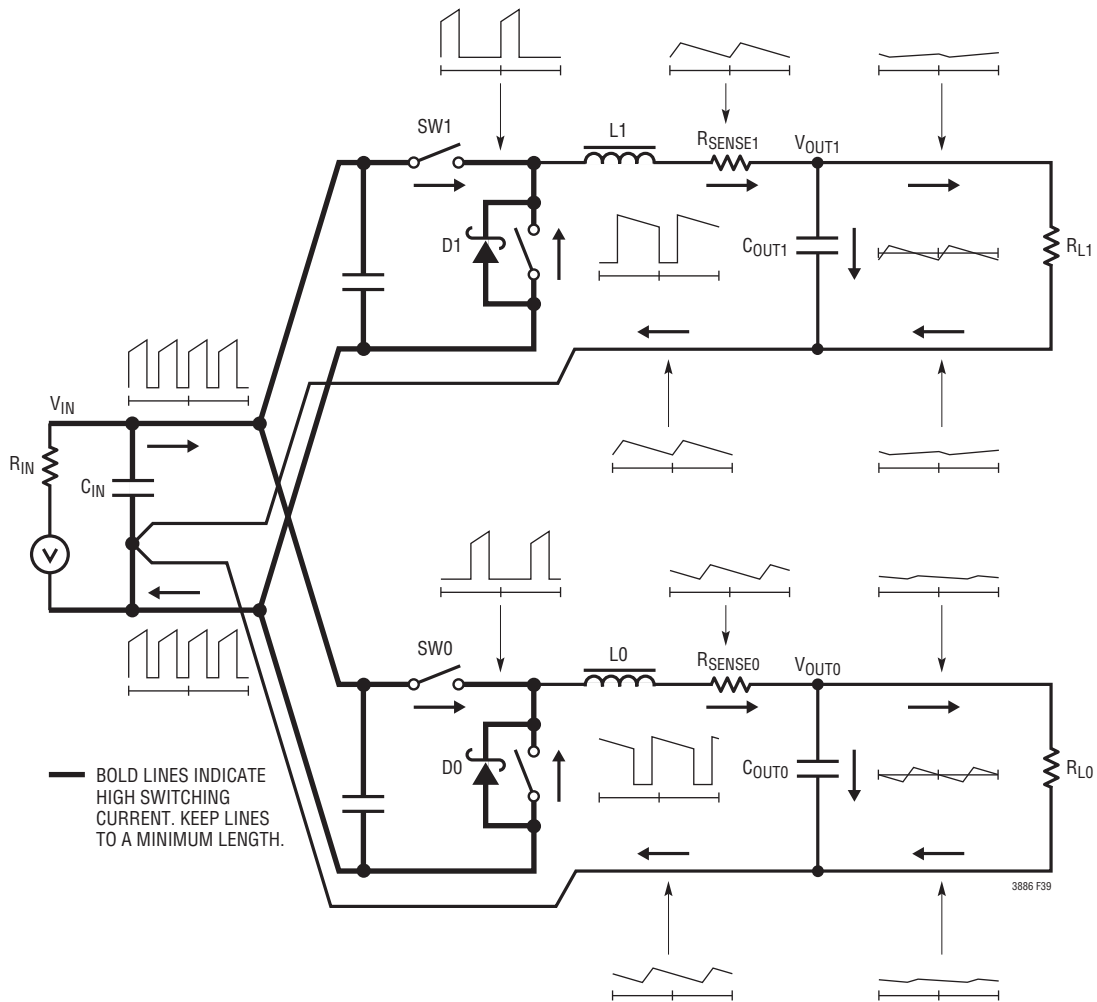 SW1
L1
RSENSE1
VOUT1
D1
COUT1
RL1
VIN
RIN
CIN
V
SW0
L0
RSENSE0
VOUT0
D0
COUT0
RL0
BOLD LINES INDICATE
HIGH SWITCHING
CURRENT. KEEP LINES
TO A MINIMUM LENGTH.
3886 F39